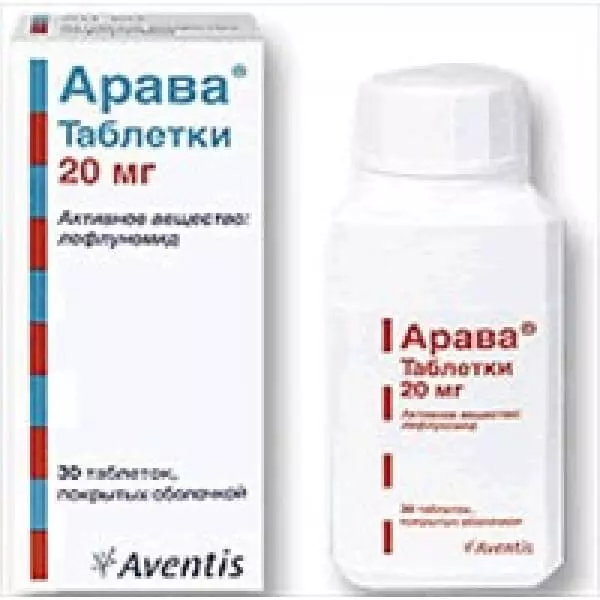 Арава®
Таблетки
20 мг
Активное вещество:
лефлуномид
30 таблеток,
покрытых оболочкой
Aventis
Арава®
Таблетки
20 мг
Активное вещество:
лефлуномид
30 таблеток,
покрытых оболочкой
Aventis